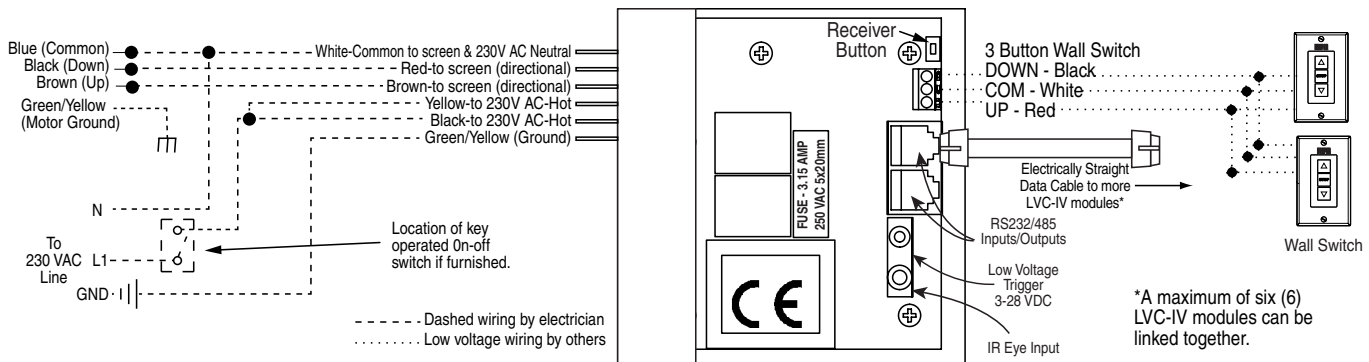 Blue (Common)
Black (Down)
Brown (Up)
Green/Yellow
(Motor Ground)
White-Common to screen & 230V AC Neutral
Red-to screen (directional)
Brown-to screen (directional)
Yellow-to 230V AC-Hot
Black-to 230V AC-Hot
Green/Yellow (Ground)
N
To
230 VAC
Line
L1
GND
Location of key
operated 0n-off
switch if furnished.
Dashed wiring by electrician
Low voltage wiring by others
FUSE - 3.15 AMP
250 VAC 5x20mm
CE
Receiver
Button
3 Button Wall Switch
DOWN - Black
COM - White
UP - Red
Electrically Straight
Data Cable to more
LVC-IV modules*
RS232/485
Inputs/Outputs
Low Voltage
Trigger
3-28 VDC
IR Eye Input
Wall Switch
*A maximum of six (6)
LVC-IV modules can be
linked together.